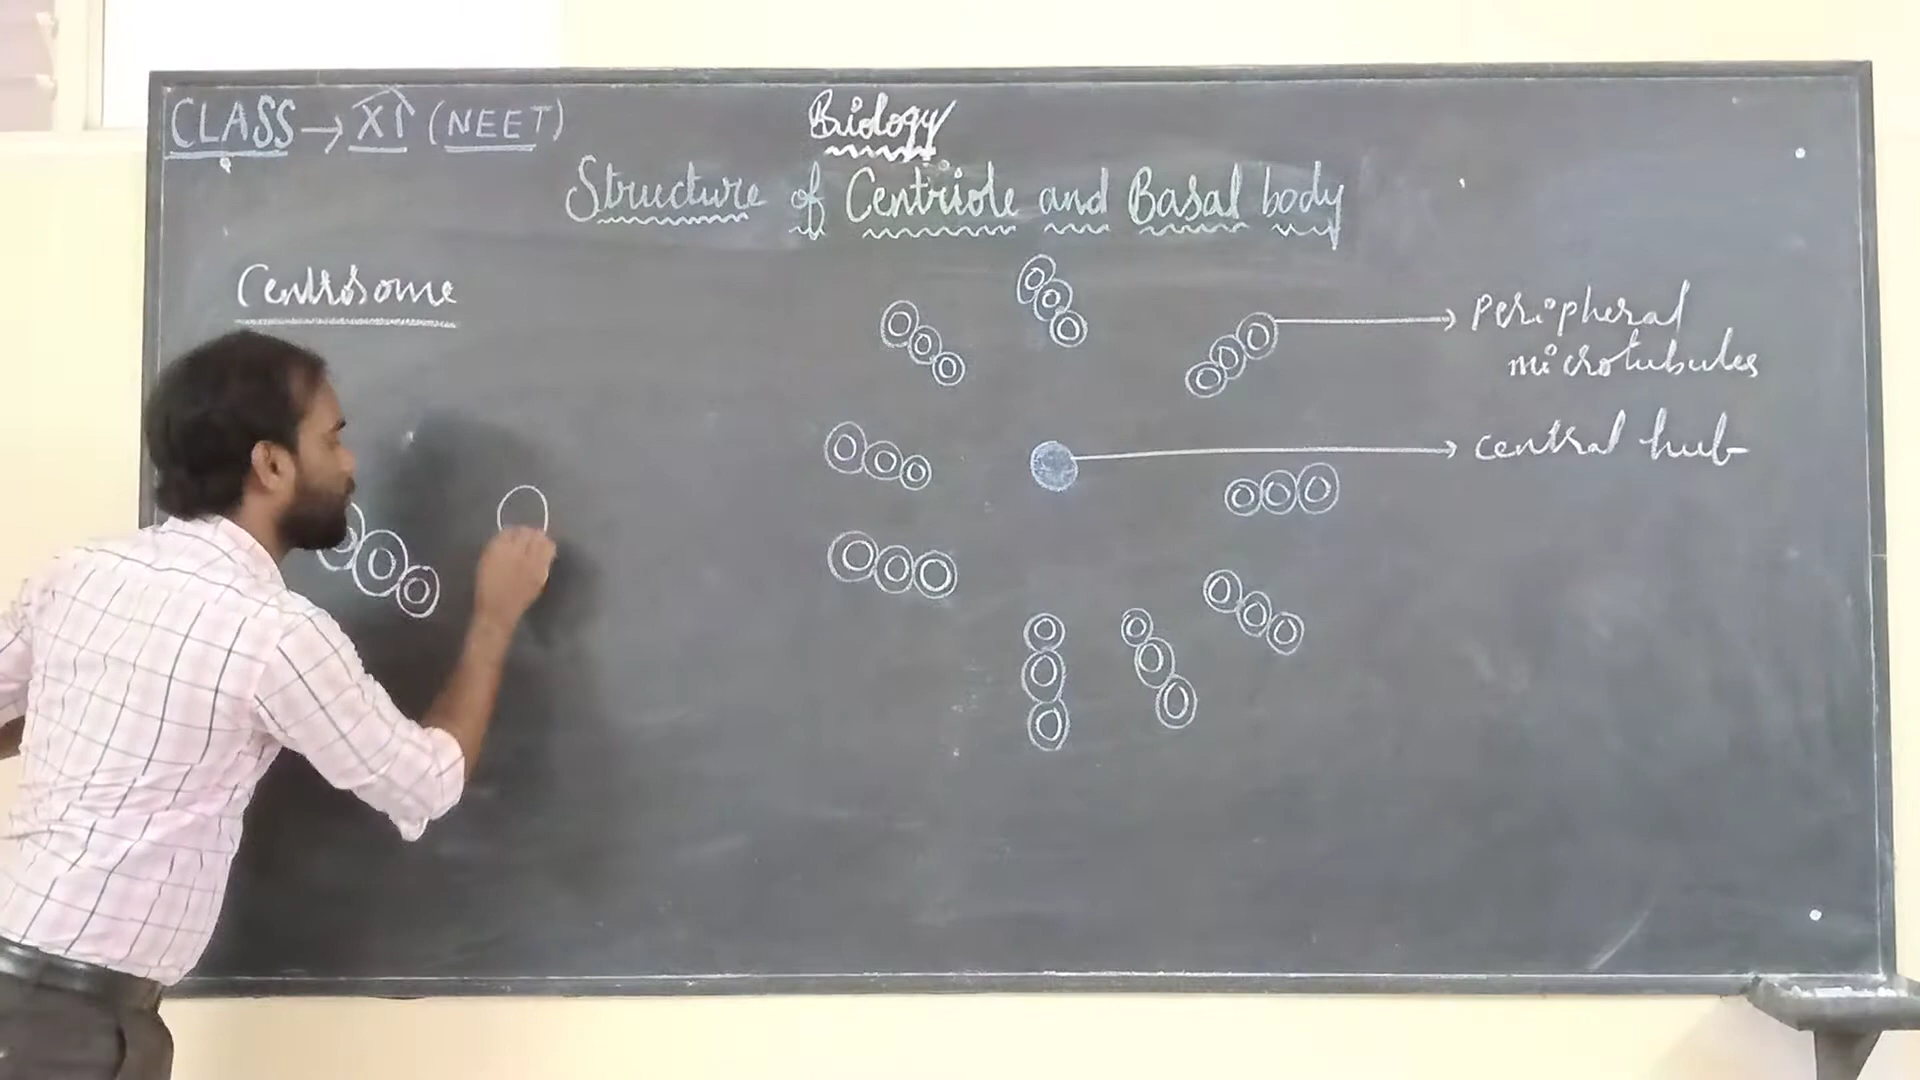 CLASS → XI (NEET)
Biology
Structure of Centriole and Basal body
Centrosome
peripheral
microtubules
central hub